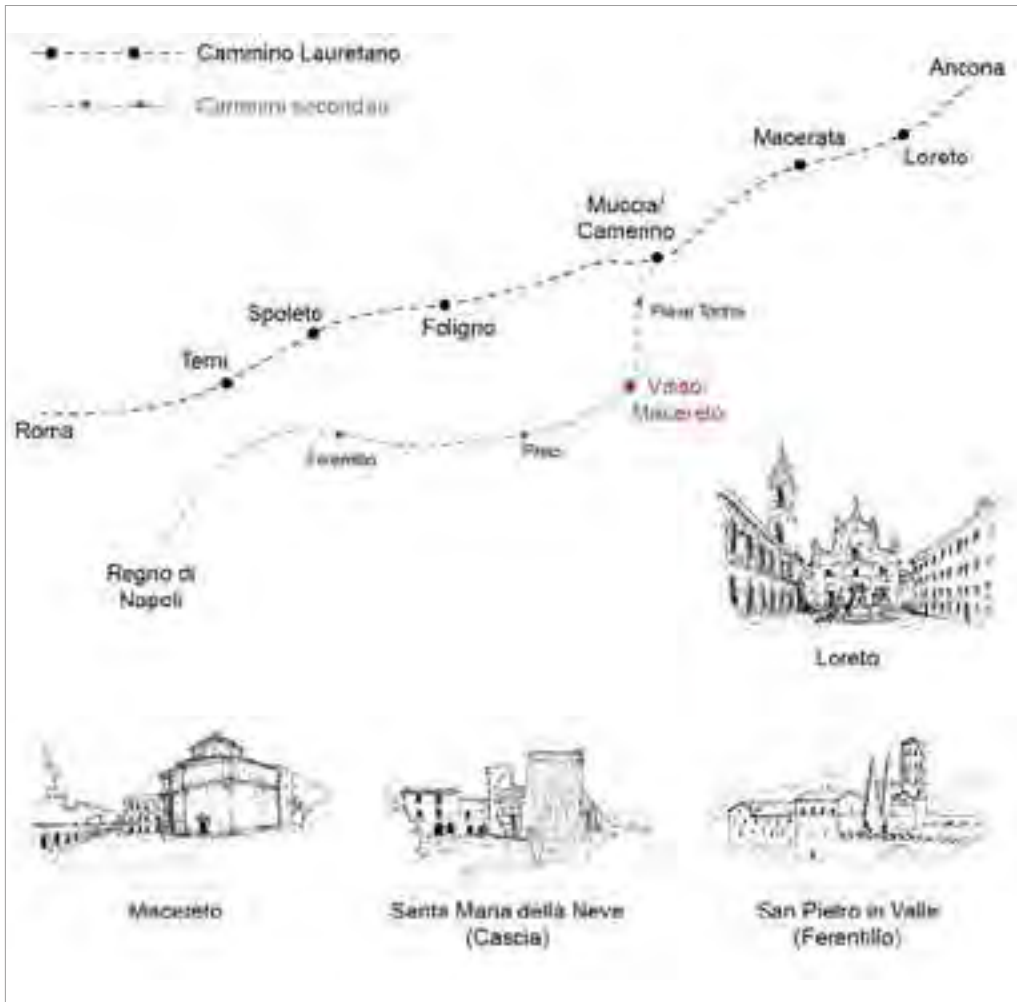 Cammino Lauretano
Cammini secondari
Ancona
Macerata
Loreto
Muccia/
Camerino
Spoleto
Foligno
Pieve Torina
Terni
Visso
Macereto
Roma
Ferentillo
Preci
Regno di
Napoli
Loreto
Macereto
Santa Maria della Neve
(Cascia)
San Pietro in Valle
(Ferentillo)